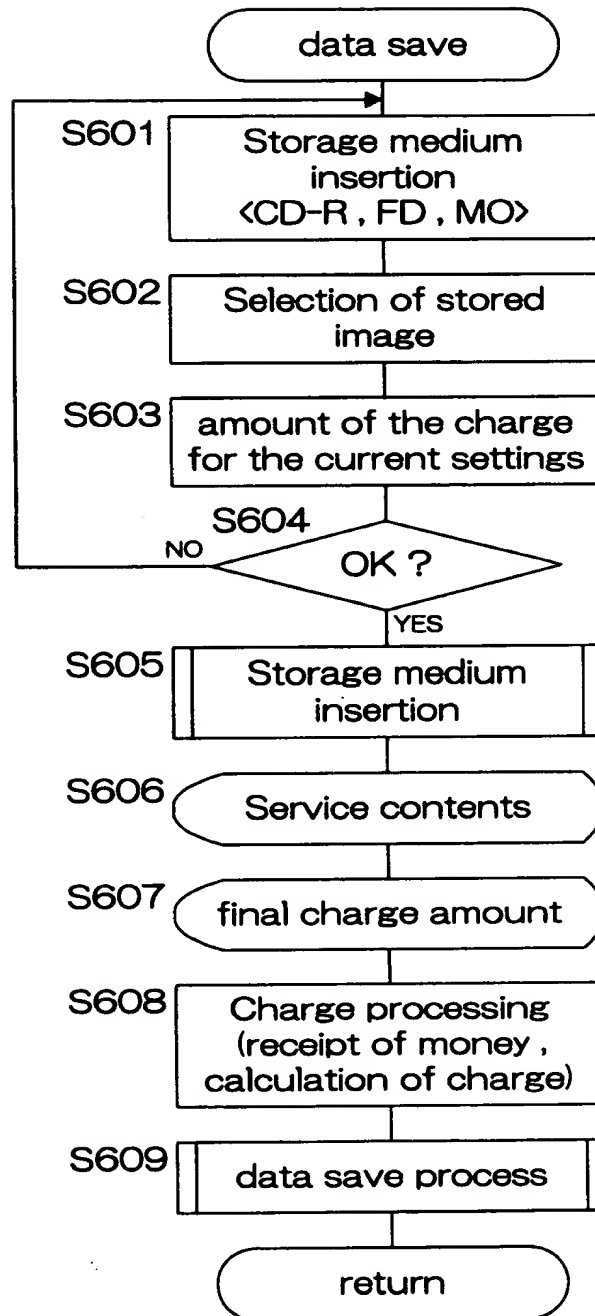 data save
S601
Storage medium
insertion
<CD-R , FD , MO>
S602
Selection of stored
image
S603
amount of the charge
for the current settings
S604
NO
OK ?
YES
S605
Storage medium
insertion
S606
Service contents
S607
final charge amount
S608
Charge processing
(receipt of money ,
calculation of charge)
S609
data save process
return